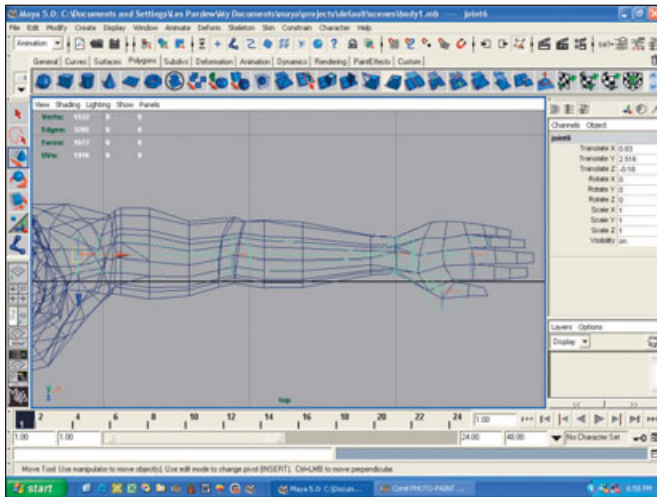 Maya 5.0: C:\Documents and Settings\Les Pardew\My Documents\maya\projects\default\scenes\body1.mb --- joint6
File Edit Modify Create Display Window Animate Deform Skeleton Skin Constrain Character Help
Animation
General Curves Surfaces Polygons Subdivs Deformation Animation Dynamics Rendering PaintEffects Custom
View Shading Lighting Show Panels
Verts: 1632 0 0
Edges: 0 0
Faces: 1672 0 0
UVs: 0 0
top
Channels Object
joint6
Translate X 0.83
Translate Y 2.516
Translate Z -0.18
Rotate X 0
Rotate Y 0
Rotate Z 0
Scale X 1
Scale Y 1
Scale Z 1
Visibility on
Layers Options
Display
1 2 4 6 8 10 12 14 16 18 20 22 24 1.00
1.00 1.00 24.00 48.00 No Character Set
Move Tool: Use manipulator to move object(s). Use edit mode to change pivot (INSERT). Ctrl+LMB to move perpendicular.
start Maya 5.0: C:\Docum... Corel PHOTO-PAINT ... 6:50 PM